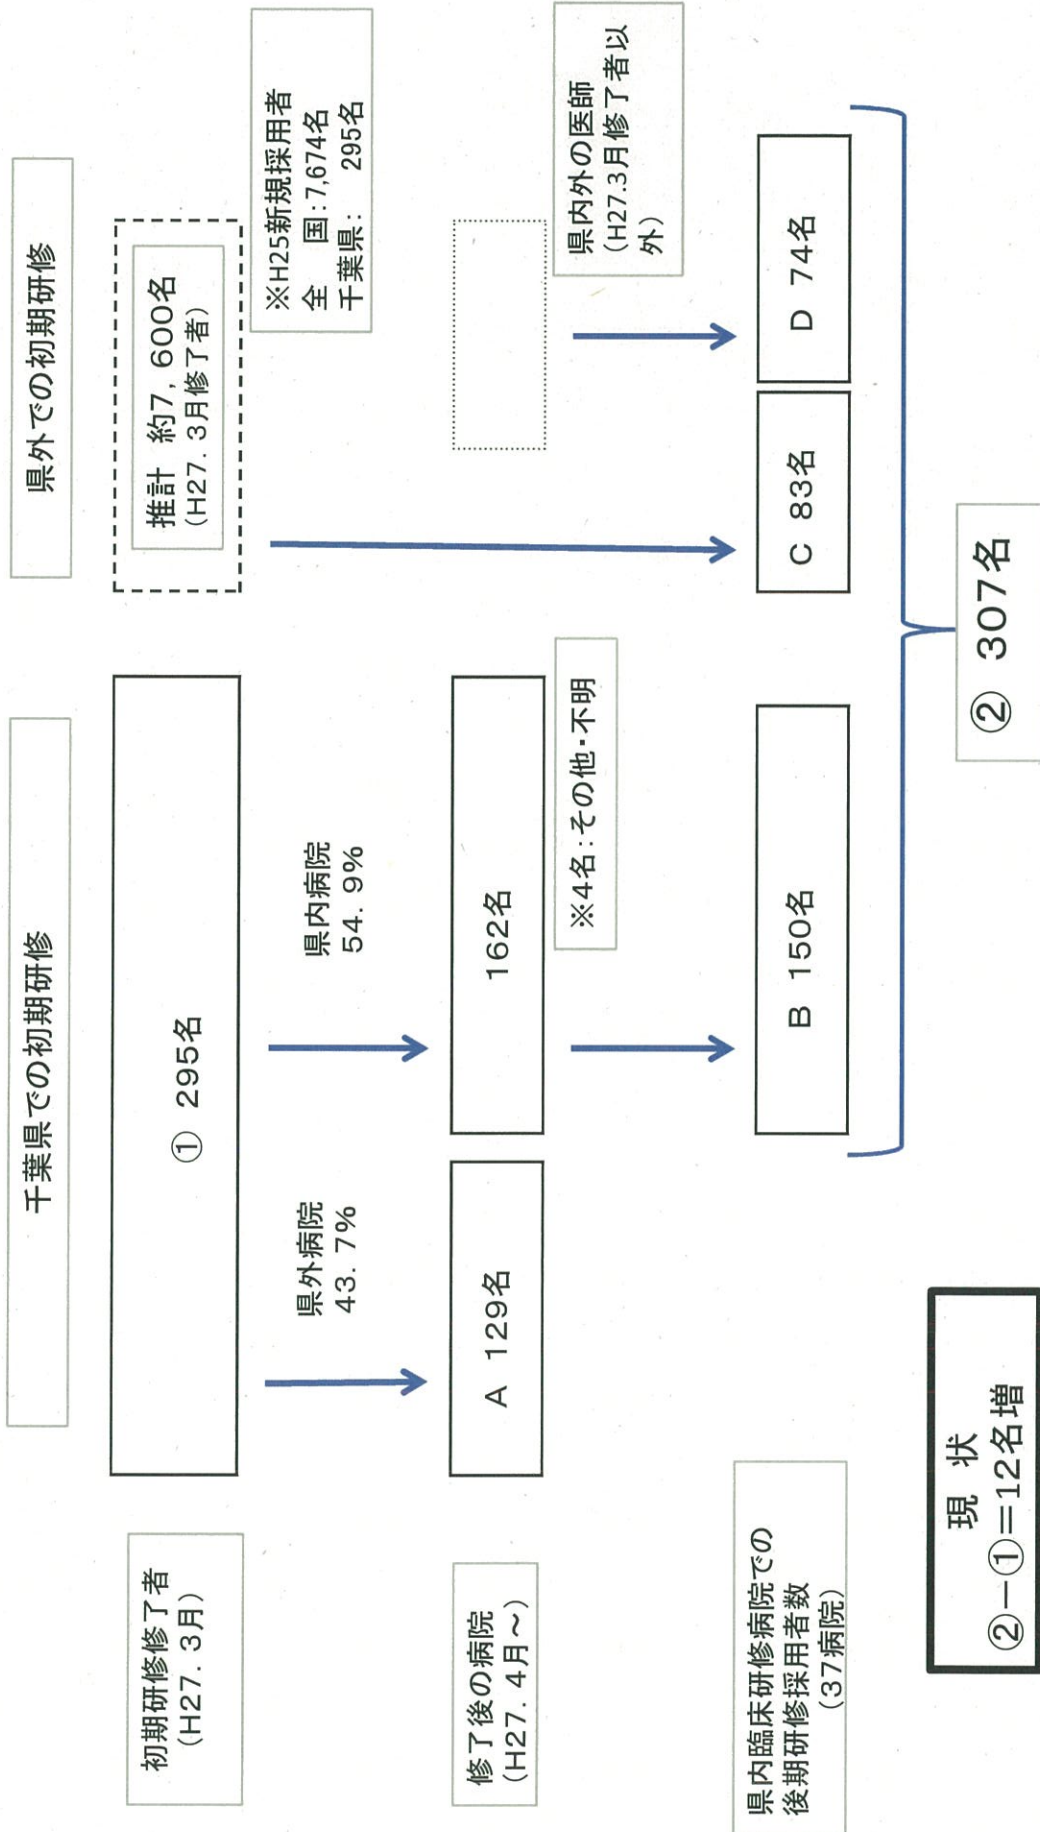 千葉県での初期研修
県外での初期研修
初期研修修了者
(H27. 3月)
① 295名
推計 約7, 600名
(H27. 3月修了者)
※H25新規採用者
全 国:7,674名
千葉県: 295名
県外病院
43. 7%
県内病院
54. 9%
修了後の病院
(H27. 4月～)
A 129名
162名
※4名:その他・不明
県内外の医師
(H27.3月修了者以
外)
県内臨床研修病院での
後期研修採用者数
(37病院)
B 150名
C 83名
D 74名
現 状
②－①＝12名増
② 307名